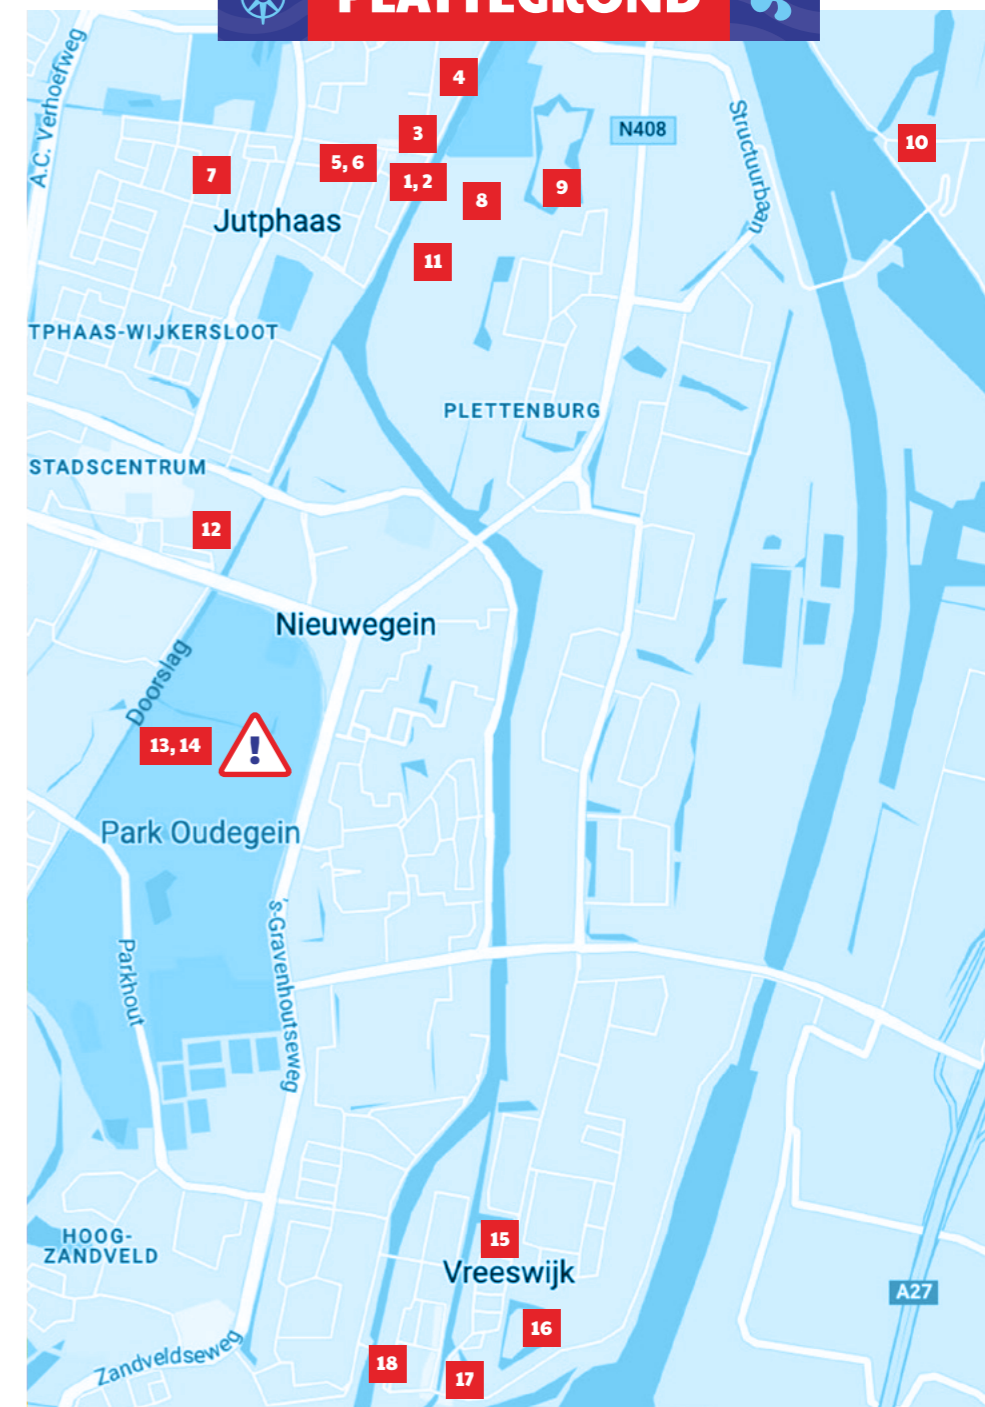 PLATTEGROND
A.C. Verhoefweg
4
3
N408
Structuurbaan
10
5, 6
7
1, 2
9
8
Jutphaas
11
TPHAAS-WIJKERSLOOT
PLETTENBURG
STADSCENTRUM
12
Nieuwegein
Doorslag
13, 14
!
Park Oudegein
's-Gravenhoutseweg
Parkhout
15
HOOG-
ZANDVELD
Vreeswijk
A27
16
Zandveldseweg
18
17